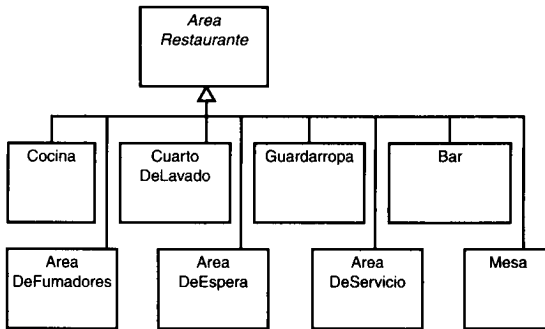 Area
Restaurante
Cocina
Cuarto
DeLavado
Guardarropa
Bar
Area
DeFumadores
Area
DeEspera
Area
DeServicio
Mesa